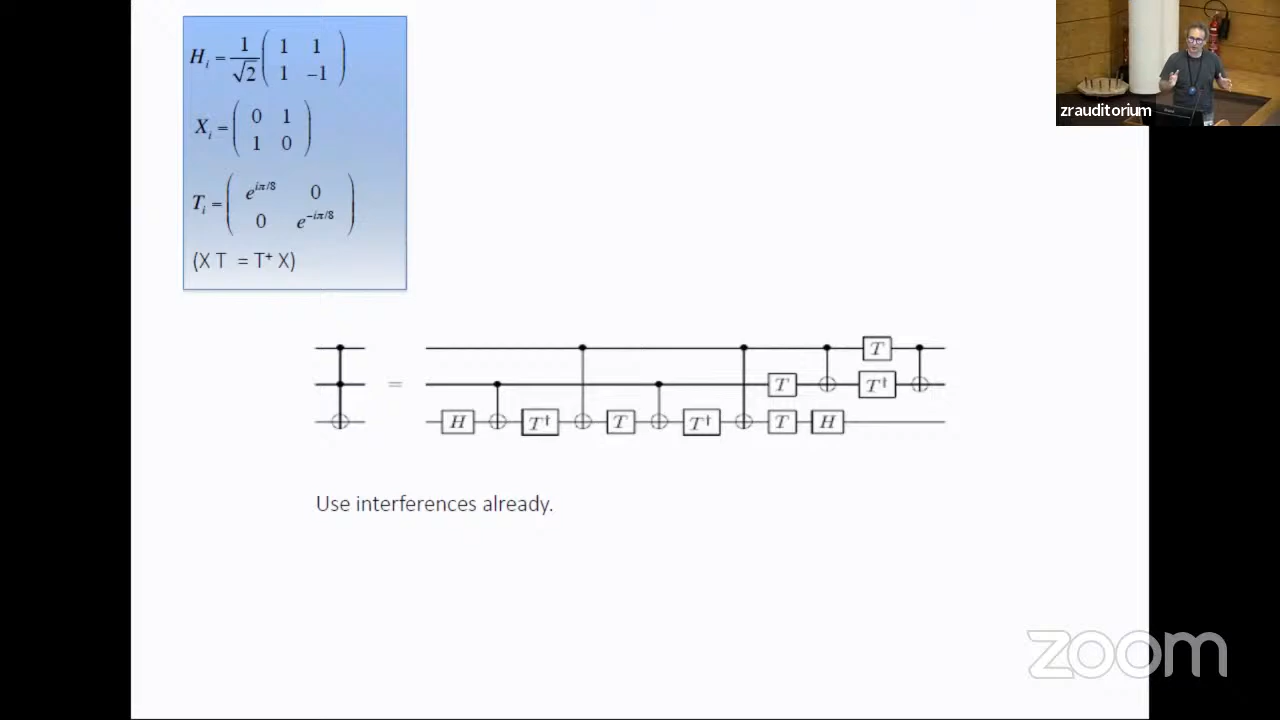 H_i = 1/√2 ( 1 1
1 −1 )
X_i = ( 0 1
1 0 )
T_i = ( e^{iπ/8} 0
0 e^{−iπ/8} )
(X T = T⁺ X)
zrauditorium
T
= T T†
H T† T T† T H
Use interferences already.
zoom